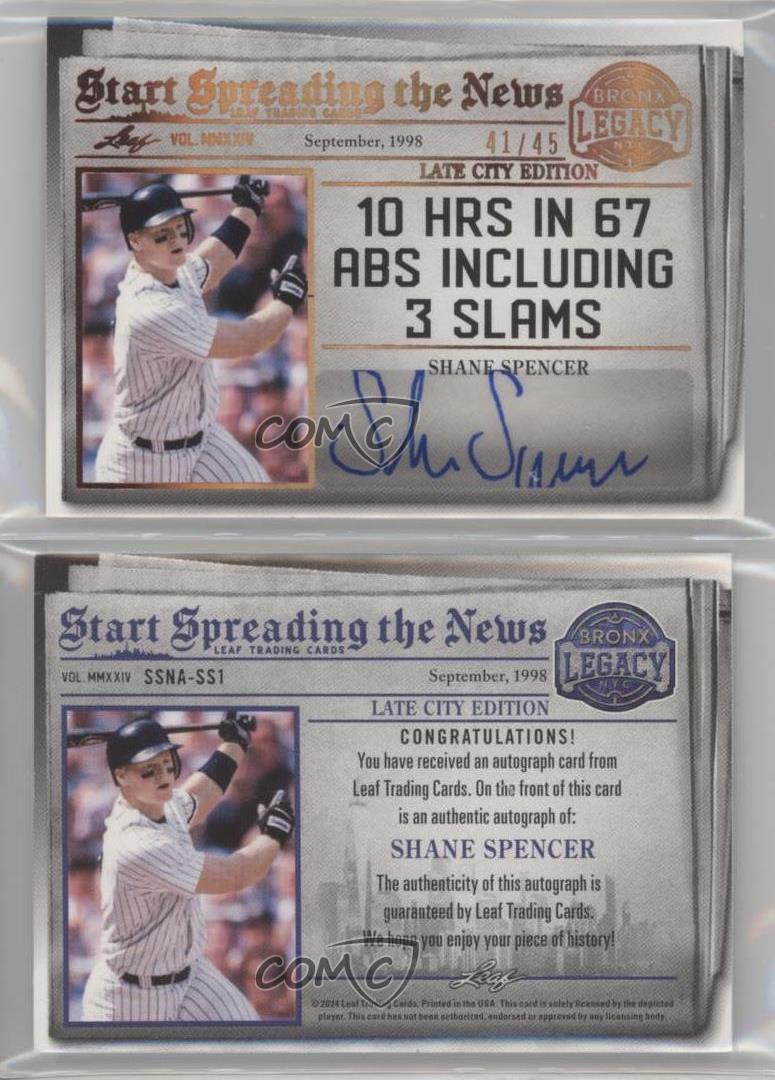 Start Spreading the News
LEAF TRADING CARDS
BRONX
LEGACY
NYC
Leaf VOL. MMXXIV September, 1998 41/45
LATE CITY EDITION
10 HRS IN 67
ABS INCLUDING
3 SLAMS
SHANE SPENCER
Sha Spencer
COMC
Start Spreading the News
LEAF TRADING CARDS
BRONX
LEGACY
NYC
VOL. MMXXIV SSNA-SS1 September, 1998
LATE CITY EDITION
CONGRATULATIONS!
You have received an autograph card from
Leaf Trading Cards. On the front of this card
is an authentic autograph of:
SHANE SPENCER
The authenticity of this autograph is
guaranteed by Leaf Trading Cards.
We hope you enjoy your piece of history!
COMC
Leaf
© 2024 Leaf Trading Cards. Printed in the USA. This card is solely licensed by the depicted
player. This card has not been authorized, endorsed or approved by any licensing body.